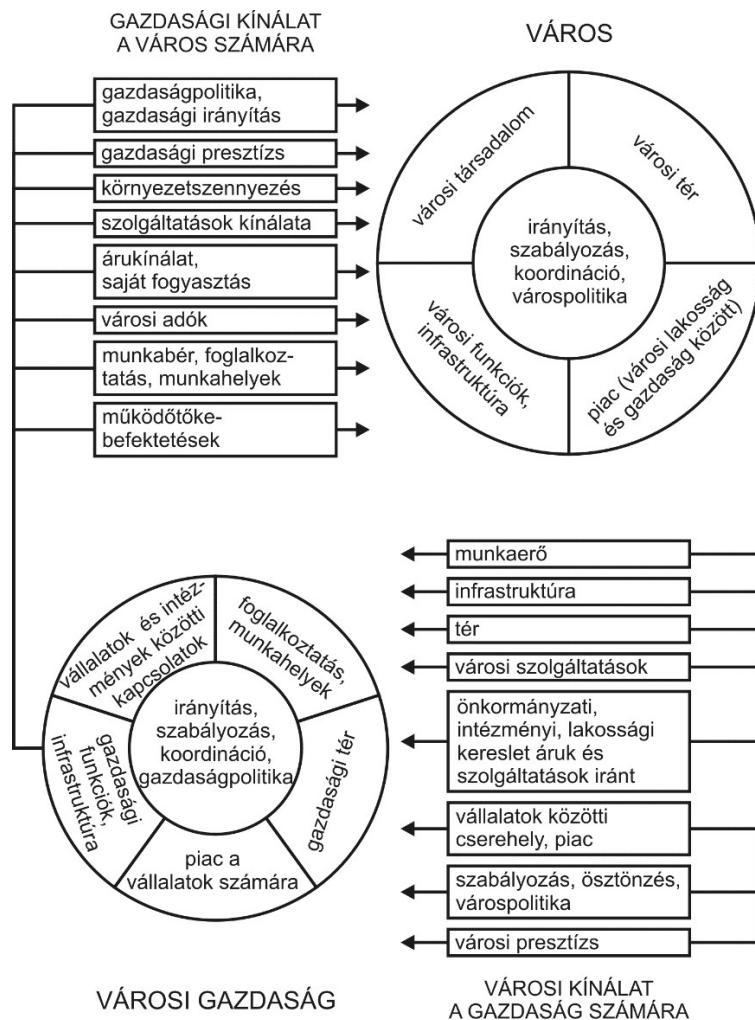 GAZDASÁGI KÍNÁLAT
A VÁROS SZÁMÁRA
gazdaságpolitika,
gazdasági irányítás
gazdasági presztízs
környezetszennyezés
szolgáltatások kínálata
árukínálat,
saját fogyasztás
városi adók
munkabér, foglalkoz-
tatás, munkahelyek
működőtőke-
befektetések
VÁROS
városi társadalom
városi tér
irányítás,
szabályozás,
koordináció,
várospolitika
városi funkciók,
infrastruktúra
piac (városi lakosság
és gazdaság között)
munkaerő
infrastruktúra
tér
városi szolgáltatások
önkormányzati,
intézményi, lakossági
kereslet áruk és
szolgáltatások iránt
vállalatok közötti
cserehely, piac
szabályozás, ösztönzés,
várospolitika
városi presztízs
VÁROSI KÍNÁLAT
A GAZDASÁG SZÁMÁRA
vállalatok és intéz-
mények közötti
kapcsolatok
foglalkoztatás,
munkahelyek
irányítás,
szabályozás,
koordináció,
gazdaságpolitika
gazdasági
funkciók,
infrastruktúra
gazdasági tér
piac a
vállalatok számára
VÁROSI GAZDASÁG